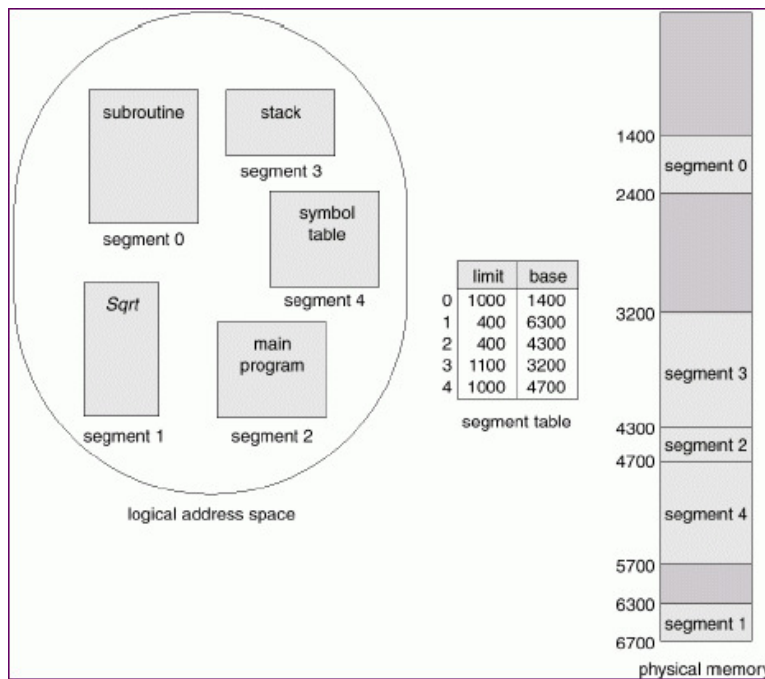 subroutine
segment 0
stack
segment 3
symbol
table
segment 4
Sqrt
segment 1
main
program
segment 2
logical address space
limit base
0 1000 1400
1 400 6300
2 400 4300
3 1100 3200
4 1000 4700
segment table
1400
segment 0
2400
3200
segment 3
4300
segment 2
4700
segment 4
5700
6300
segment 1
6700
physical memory